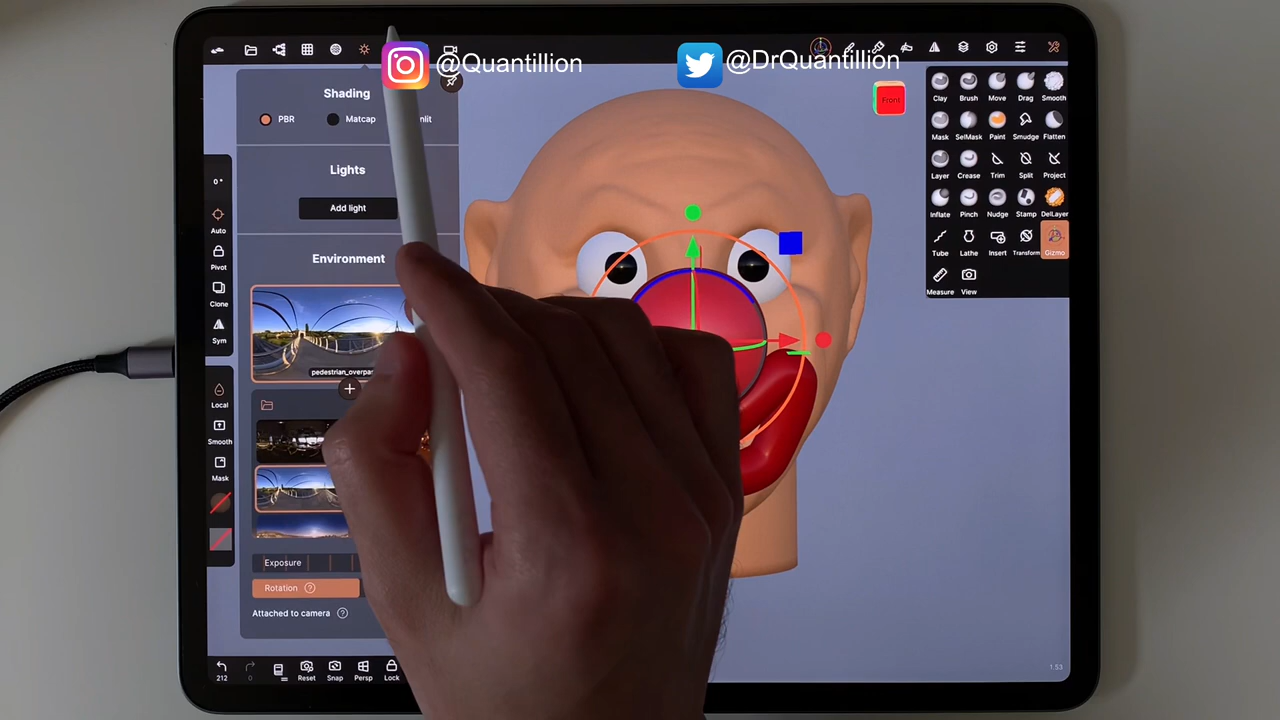 @Quantillion
@DrQuantillion
Shading
PBR
Matcap
nlit
Lights
Add light
Environment
pedestrian_overpas
Exposure
Rotation
Attached to camera
0°
Auto
Pivot
Clone
Sym
Local
Smooth
Mask
212
0
Reset
Snap
Persp
Lock
Front
Clay Brush Move Drag Smooth
Mask SelMask Paint Smudge Flatten
Layer Crease Trim Split Project
Inflate Pinch Nudge Stamp DelLayer
Tube Lathe Insert Transform Gizmo
Measure View
1.53